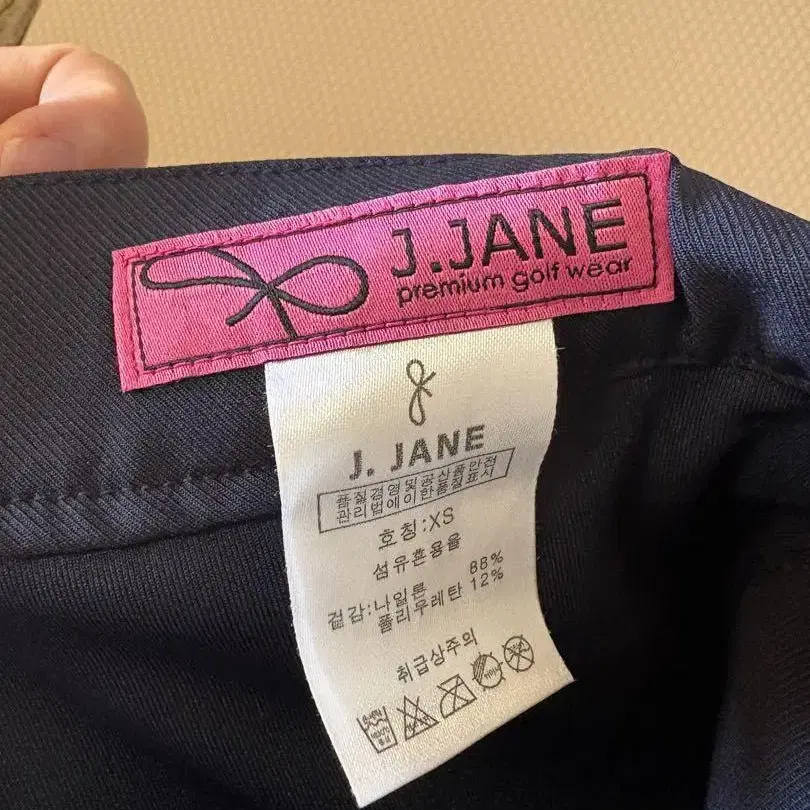 J.JANE
premium golf wear
J. JANE
품질경영및공산품안전
관리법에이한품질표시
호칭:XS
섬유혼용율
겉감:나일론 88%
폴리우레탄 12%
취급상주의